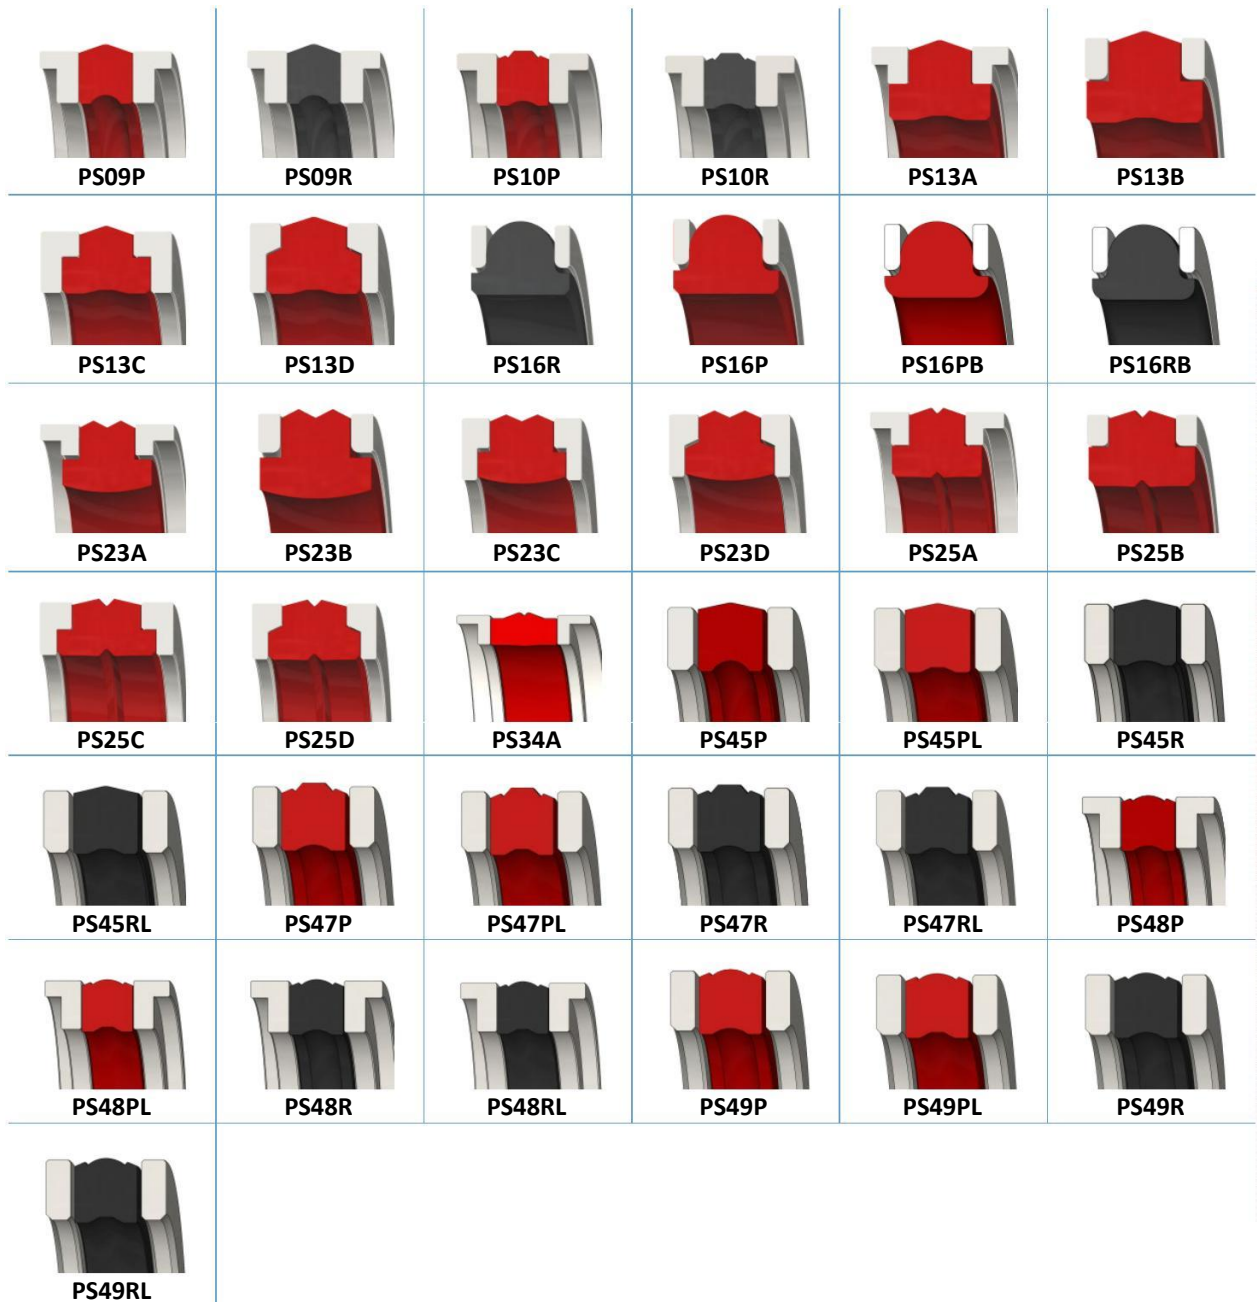 PS09P PS09R PS10P PS10R PS13A PS13B
PS13C PS13D PS16R PS16P PS16PB PS16RB
PS23A PS23B PS23C PS23D PS25A PS25B
PS25C PS25D PS34A PS45P PS45PL PS45R
PS45RL PS47P PS47PL PS47R PS47RL PS48P
PS48PL PS48R PS48RL PS49P PS49PL PS49R
PS49RL